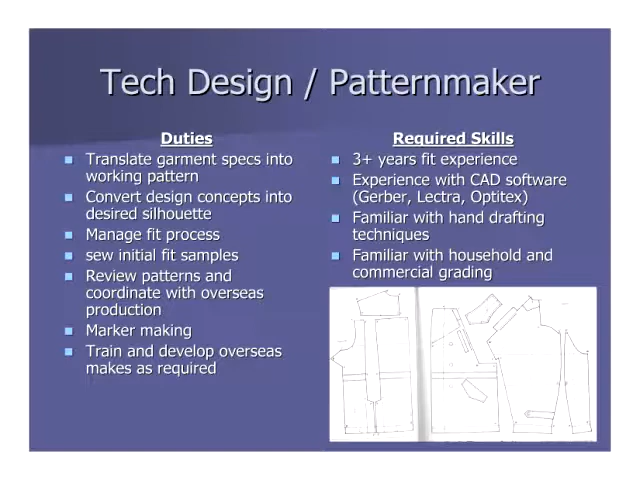 Tech Design / Patternmaker
Duties
Translate garment specs into
working pattern
Convert design concepts into
desired silhouette
Manage fit process
sew initial fit samples
Review patterns and
coordinate with overseas
production
Marker making
Train and develop overseas
makes as required
Required Skills
3+ years fit experience
Experience with CAD software
(Gerber, Lectra, Optitex)
Familiar with hand drafting
techniques
Familiar with household and
commercial grading